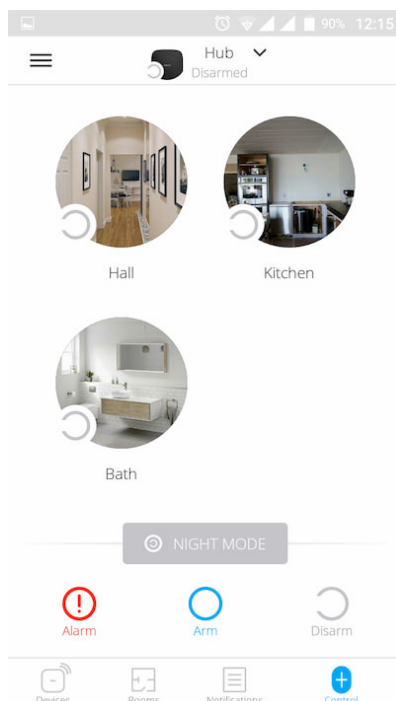 90% 12:15
Hub
Disarmed
Hall
Kitchen
Bath
NIGHT MODE
Alarm
Arm
Disarm
Devices
Rooms
Notifications
Control